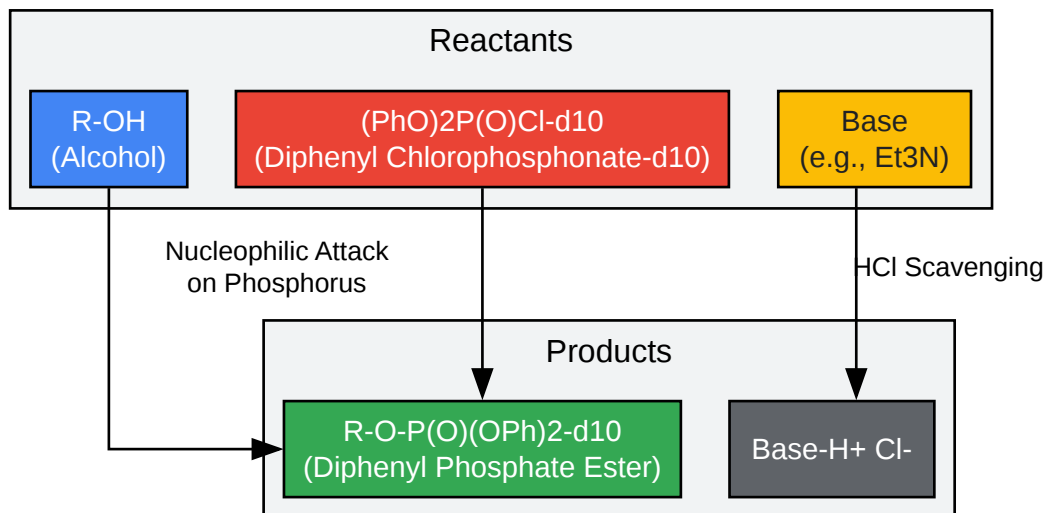 Reactants
R-OH
(Alcohol)
(PhO)2P(O)Cl-d10
(Diphenyl Chlorophosphonate-d10)
Base
(e.g., Et3N)
Nucleophilic Attack
on Phosphorus
HCl Scavenging
Products
R-O-P(O)(OPh)2-d10
(Diphenyl Phosphate Ester)
Base-H+ Cl-